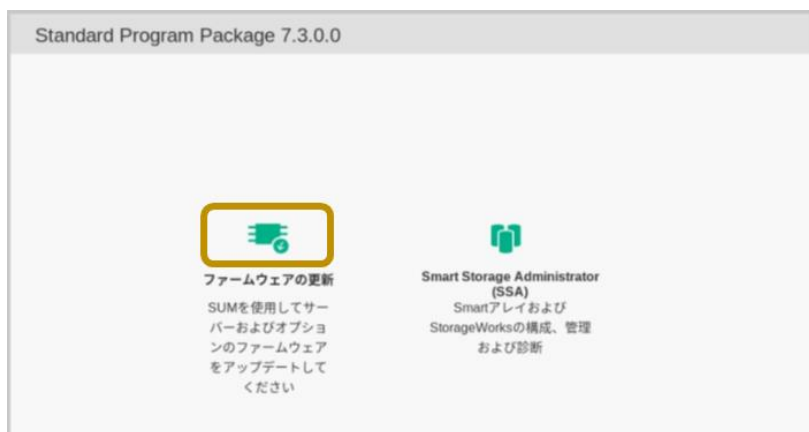 Standard Program Package 7.3.0.0
ファームウェアの更新
SUMを使用してサー
バーおよびオプショ
ンのファームウェア
をアップデートして
ください
Smart Storage Administrator
(SSA)
Smartアレイおよび
StorageWorksの構成、管理
および診断